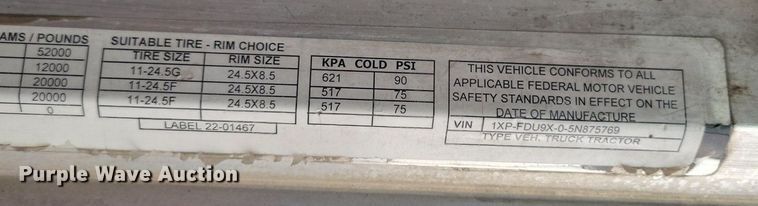 AMS / POUNDS
52000
12000
20000
20000
0
SUITABLE TIRE - RIM CHOICE
TIRE SIZE RIM SIZE
11-24.5G 24.5X8.5
11-24.5F 24.5X8.5
11-24.5F 24.5X8.5
LABEL 22-01467
KPA COLD PSI
621 90
517 75
517 75
THIS VEHICLE CONFORMS TO ALL
APPLICABLE FEDERAL MOTOR VEHICLE
SAFETY STANDARDS IN EFFECT ON THE
DATE OF MANUFACTURE
VIN 1XP-FDU9X-0-5N875769
TYPE VEH. TRUCK TRACTOR
Purple Wave Auction